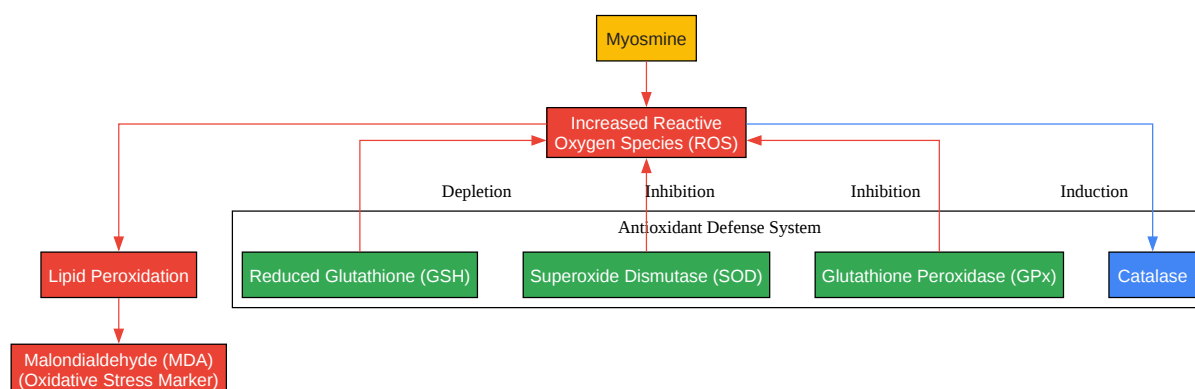 Myosmine
Increased Reactive
Oxygen Species (ROS)
Depletion
Inhibition
Inhibition
Induction
Antioxidant Defense System
Lipid Peroxidation
Reduced Glutathione (GSH)
Superoxide Dismutase (SOD)
Glutathione Peroxidase (GPx)
Catalase
Malondialdehyde (MDA)
(Oxidative Stress Marker)